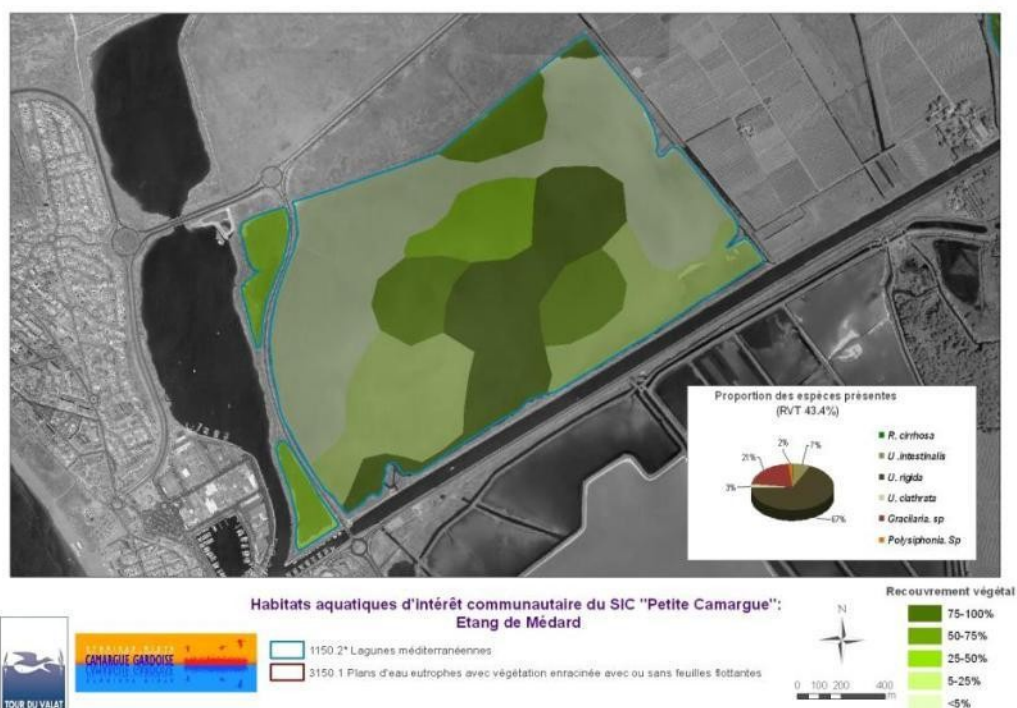 Proportion des espèces présentes
(RVT 43.4%)
2%
7%
21%
3%
67%
R. cirrhosa
U .intestinalis
U. rigida
U. clathrata
Gracilaria. sp
Polysiphonia. Sp
Habitats aquatiques d'intérêt communautaire du SIC "Petite Camargue":
Etang de Médard
1150.2* Lagunes méditerranéennes
3150.1 Plans d'eau eutrophes avec végétation enracinée avec ou sans feuilles flottantes
TOUR DU VALAT
CAMARGUE GARDOISE
N
0 100 200 400
m
Recouvrement végétal
75-100%
50-75%
25-50%
5-25%
<5%